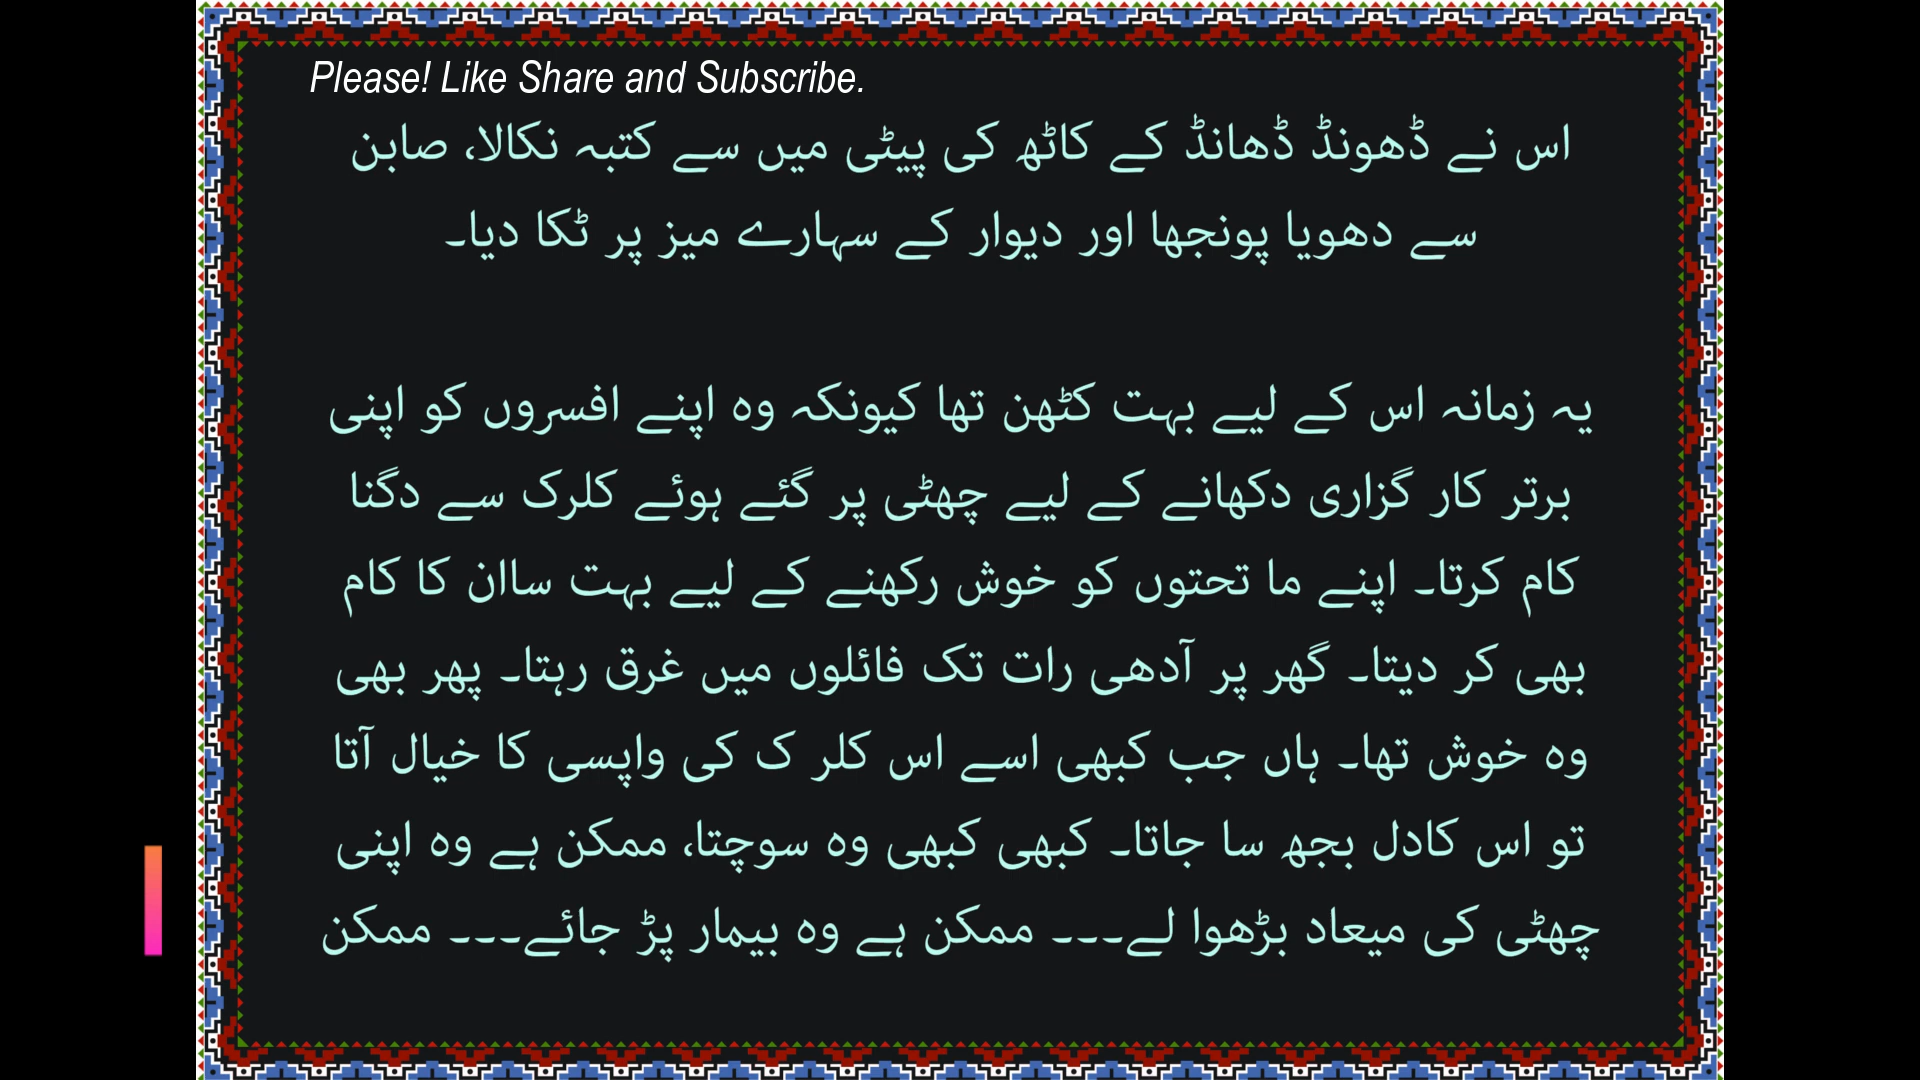 Please! Like Share and Subscribe.
اس نے ڈھونڈ ڈھانڈ کے کاٹھ کی پیٹی میں سے کتبہ نکالا، صابن
سے دھویا پونجھا اور دیوار کے سہارے میز پر ٹکا دیا۔
یہ زمانہ اس کے لیے بہت کٹھن تھا کیونکہ وہ اپنے افسروں کو اپنی
برتر کار گزاری دکھانے کے لیے چھٹی پر گئے ہوئے کلرک سے دگنا
کام کرتا۔ اپنے ما تحتوں کو خوش رکھنے کے لیے بہت ساان کا کام
بھی کر دیتا۔ گھر پر آدھی رات تک فائلوں میں غرق رہتا۔ پھر بھی
وہ خوش تھا۔ ہاں جب کبھی اسے اس کلر ک کی واپسی کا خیال آتا
تو اس کادل بجھ سا جاتا۔ کبھی کبھی وہ سوچتا، ممکن ہے وہ اپنی
چھٹی کی میعاد بڑھوا لے۔۔۔ ممکن ہے وہ بیمار پڑ جائے۔۔۔ ممکن